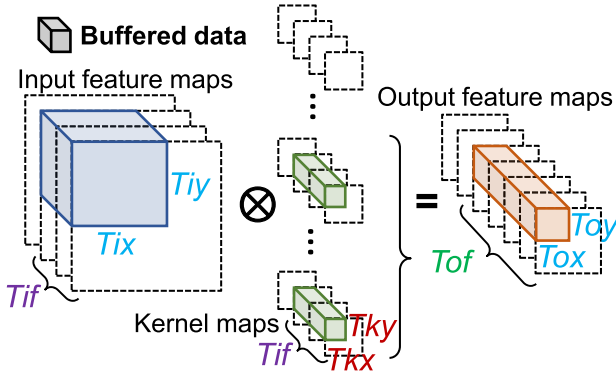 Buffered data
Input feature maps
Output feature maps
Tiy
Tix
Tif
⊗
=
Toy
Tox
Tof
Kernel maps
Tif
Tky
Tkx